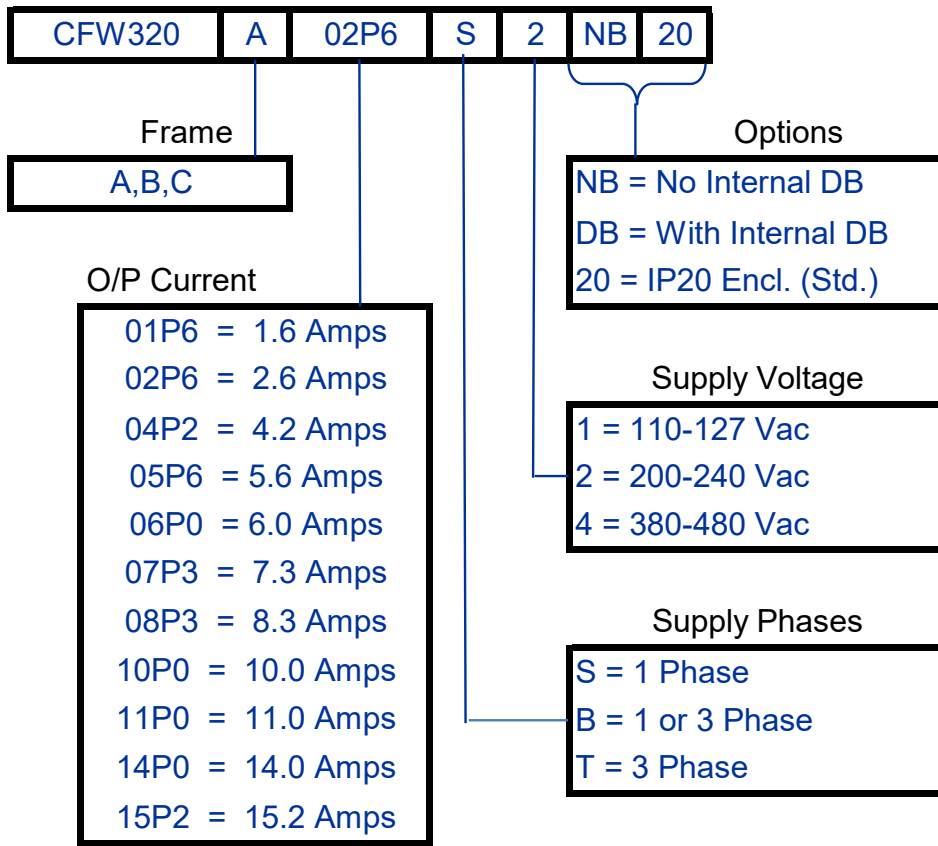 CFW320 A 02P6 S 2 NB 20
Frame
A,B,C
O/P Current
01P6 = 1.6 Amps
02P6 = 2.6 Amps
04P2 = 4.2 Amps
05P6 = 5.6 Amps
06P0 = 6.0 Amps
07P3 = 7.3 Amps
08P3 = 8.3 Amps
10P0 = 10.0 Amps
11P0 = 11.0 Amps
14P0 = 14.0 Amps
15P2 = 15.2 Amps
Options
NB = No Internal DB
DB = With Internal DB
20 = IP20 Encl. (Std.)
Supply Voltage
1 = 110-127 Vac
2 = 200-240 Vac
4 = 380-480 Vac
Supply Phases
S = 1 Phase
B = 1 or 3 Phase
T = 3 Phase